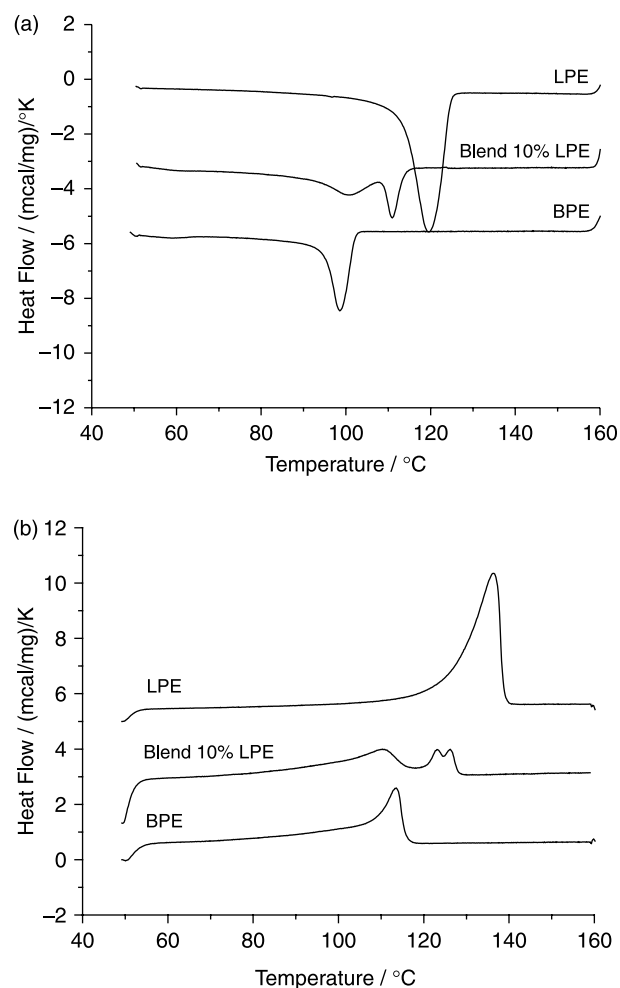 (a)
2
0
−2
−4
−6
−8
−10
−12
Heat Flow / (mcal/mg)/°K
LPE
Blend 10% LPE
BPE
40 60 80 100 120 140 160
Temperature / °C
(b)
12
10
8
6
4
2
0
−2
Heat Flow / (mcal/mg)/K
LPE
Blend 10% LPE
BPE
40 60 80 100 120 140 160
Temperature / °C